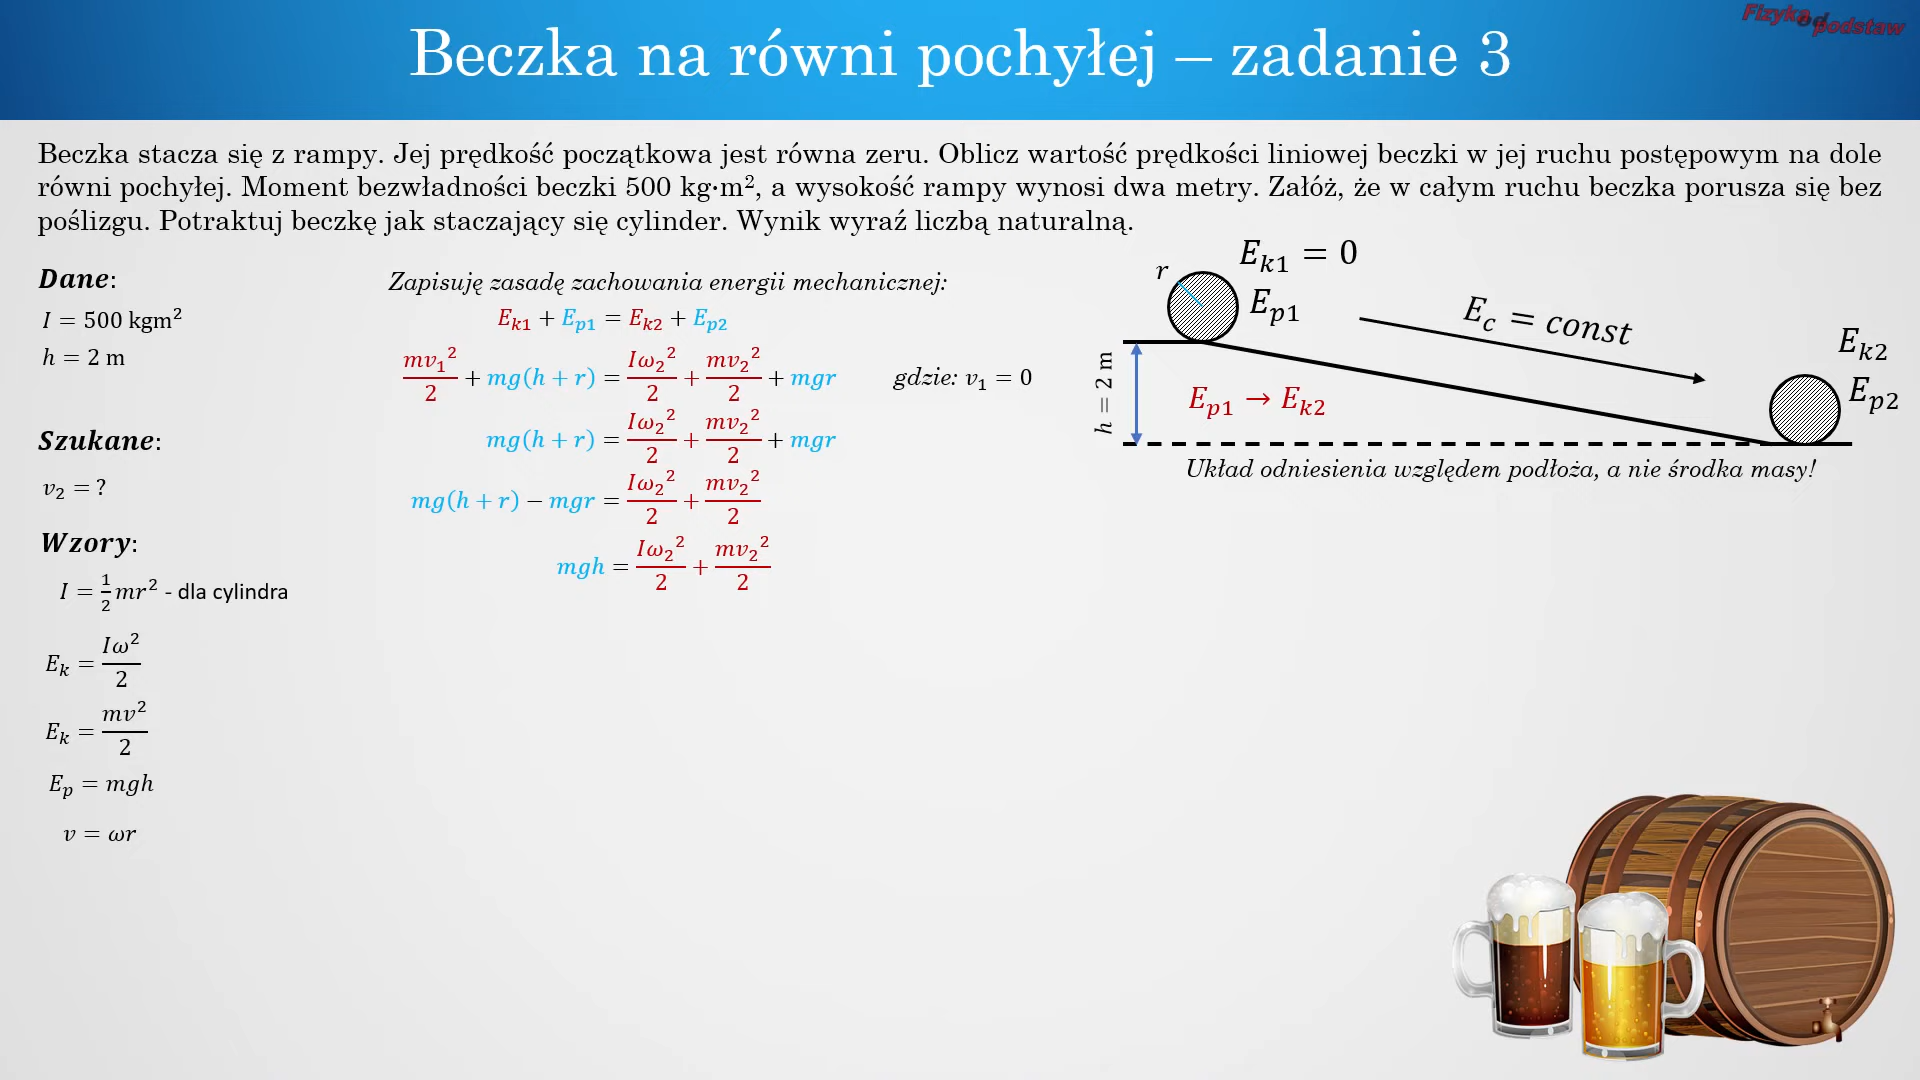 Fizyka od podstaw
Beczka na równi pochyłej – zadanie 3
Beczka stacza się z rampy. Jej prędkość początkowa jest równa zeru. Oblicz wartość prędkości liniowej beczki w jej ruchu postępowym na dole
równi pochyłej. Moment bezwładności beczki 500 kg·m², a wysokość rampy wynosi dwa metry. Załóż, że w całym ruchu beczka porusza się bez
poślizgu. Potraktuj beczkę jak staczający się cylinder. Wynik wyraź liczbą naturalną.
Dane:
I = 500 kgm²
h = 2 m
Szukane:
v₂ = ?
Wzory:
I = 1/2 mr² - dla cylindra
Eₖ = Iω²/2
Eₖ = mv²/2
Eₚ = mgh
v = ωr
Zapisuję zasadę zachowania energii mechanicznej:
Eₖ₁ + Eₚ₁ = Eₖ₂ + Eₚ₂
mv₁²/2 + mg(h + r) = Iω₂²/2 + mv₂²/2 + mgr gdzie: v₁ = 0
mg(h + r) = Iω₂²/2 + mv₂²/2 + mgr
mg(h + r) − mgr = Iω₂²/2 + mv₂²/2
mgh = Iω₂²/2 + mv₂²/2
Eₖ₁ = 0
r
Eₚ₁
E_c = const
Eₖ₂
Eₚ₂
h = 2 m
Eₚ₁ → Eₖ₂
Układ odniesienia względem podłoża, a nie środka masy!